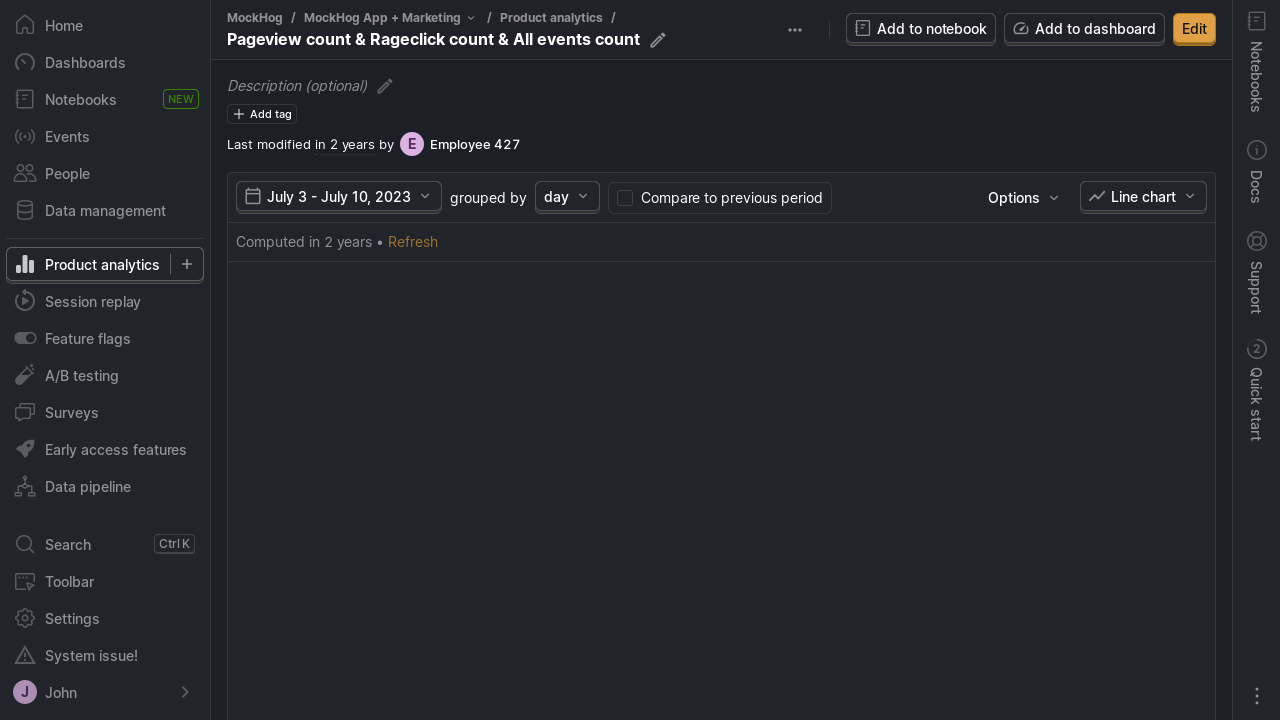 Home
Dashboards
Notebooks NEW
Events
People
Data management
Product analytics
Session replay
Feature flags
A/B testing
Surveys
Early access features
Data pipeline
Search Ctrl K
Toolbar
Settings
System issue!
J John
MockHog / MockHog App + Marketing / Product analytics /
Pageview count & Rageclick count & All events count
Add to notebook Add to dashboard Edit
Description (optional)
Add tag
Last modified in 2 years by E Employee 427
July 3 - July 10, 2023 grouped by day Compare to previous period Options Line chart
Computed in 2 years • Refresh
Notebooks
Docs
Support
2 Quick start